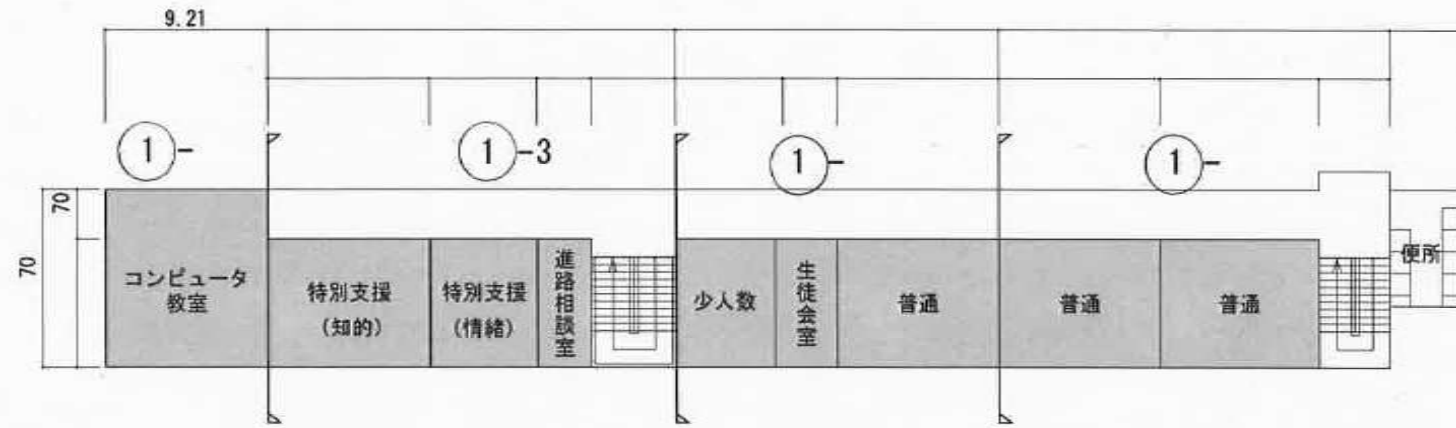 9.21
①-
①-3
①-
①-
70
70
コンピュータ
教室
特別支援
(知的)
特別支援
(情緒)
進路相談室
少人数
生徒会室
普通
普通
普通
便所